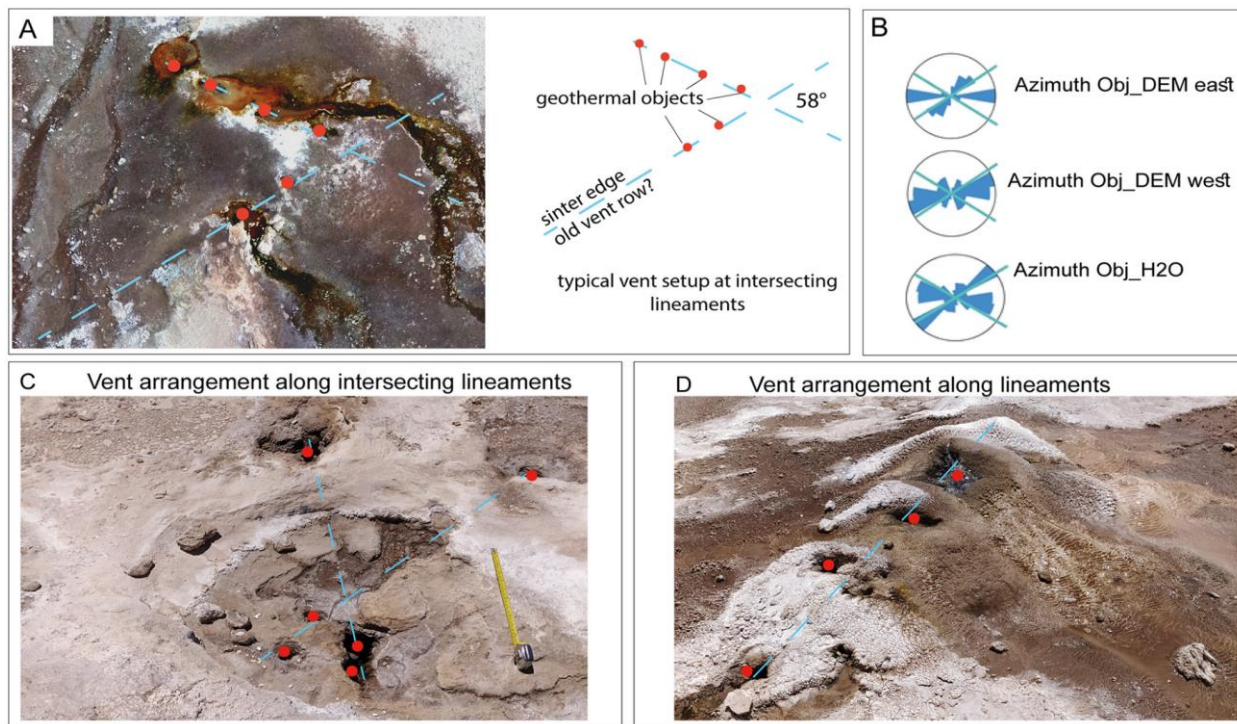 A
geothermal objects
58°
sinter edge
old vent row?
typical vent setup at intersecting
lineaments
B
Azimuth Obj_DEM east
Azimuth Obj_DEM west
Azimuth Obj_H2O
C
Vent arrangement along intersecting lineaments
D
Vent arrangement along lineaments